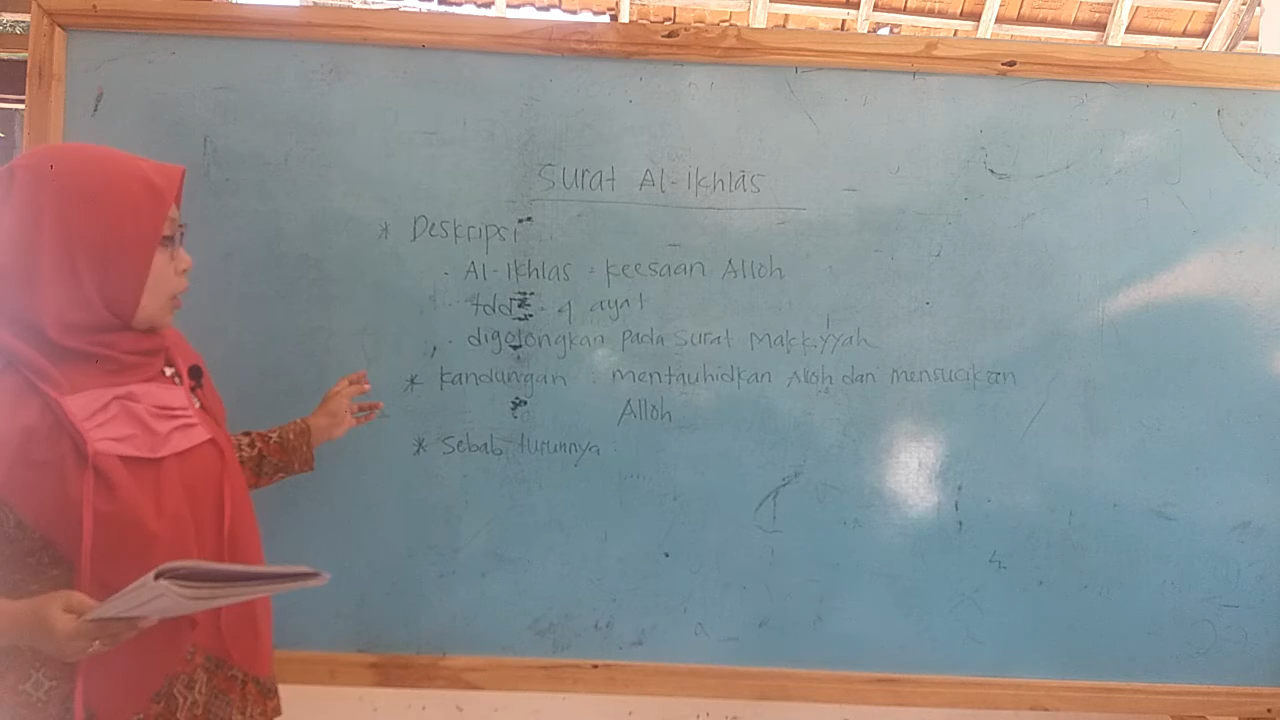 Surat Al-Ikhlas
* Deskripsi
- Al-Ikhlas = Keesaan Alloh
- tdd 4 ayat
- digolongkan pada surat Makkiyyah
* Kandungan : mentauhidkan Alloh dan mensucikan
Alloh
* Sebab turunnya